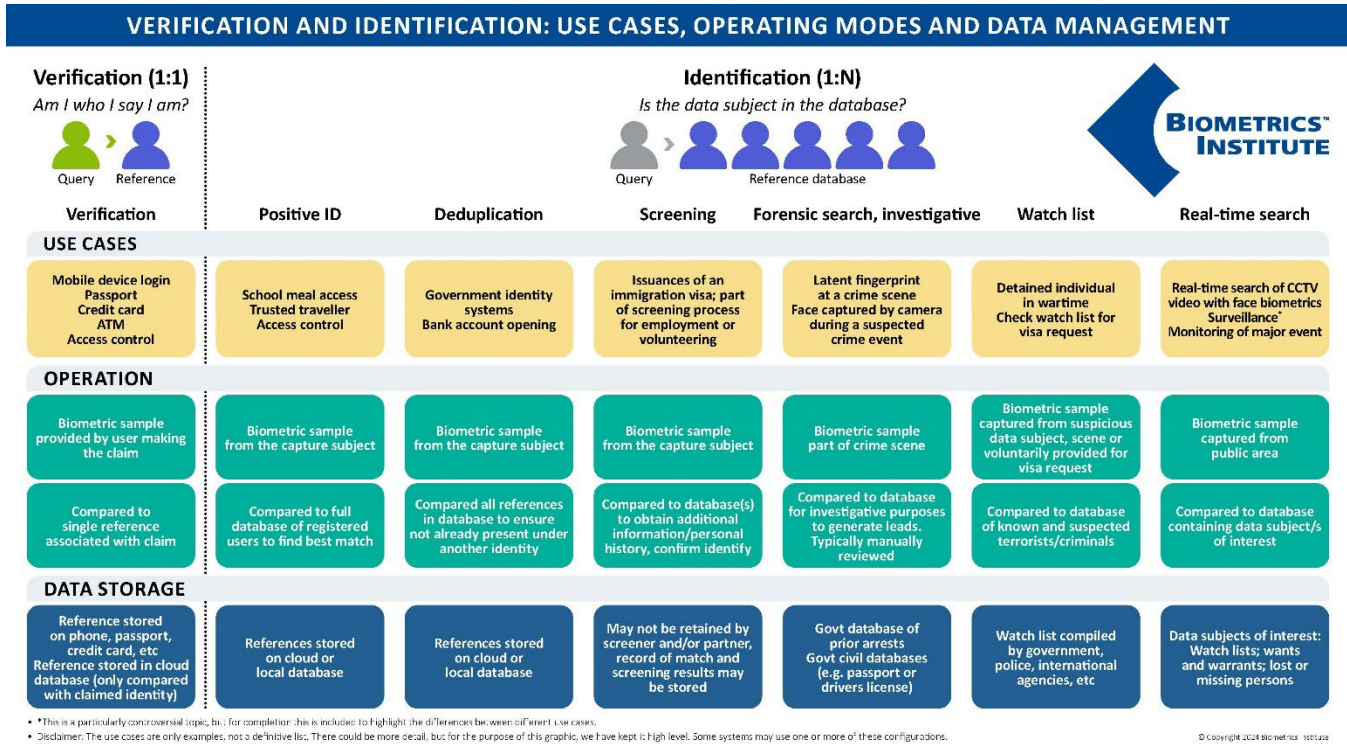 VERIFICATION AND IDENTIFICATION: USE CASES, OPERATING MODES AND DATA MANAGEMENT
Verification (1:1)
Am I who I say I am?
Query
Reference
Identification (1:N)
Is the data subject in the database?
Query
Reference database
BIOMETRICS™
INSTITUTE
Verification
Positive ID
Deduplication
Screening
Forensic search, investigative
Watch list
Real-time search
USE CASES
Mobile device login
Passport
Credit card
ATM
Access control
School meal access
Trusted traveller
Access control
Government identity
systems
Bank account opening
Issuances of an
immigration visa; part
of screening process
for employment or
volunteering
Latent fingerprint
at a crime scene
Face captured by camera
during a suspected
crime event
Detained individual
in wartime
Check watch list for
visa request
Real-time search of CCTV
video with face biometrics
Surveillance*
Monitoring of major event
OPERATION
Biometric sample
provided by user making
the claim
Biometric sample
from the capture subject
Biometric sample
from the capture subject
Biometric sample
from the capture subject
Biometric sample
part of crime scene
Biometric sample
captured from suspicious
data subject, scene or
voluntarily provided for
visa request
Biometric sample
captured from
public area
Compared to
single reference
associated with claim
Compared to full
database of registered
users to find best match
Compared all references
in database to ensure
not already present under
another identity
Compared to database(s)
to obtain additional
information/personal
history, confirm identify
Compared to database
for investigative purposes
to generate leads.
Typically manually
reviewed
Compared to database
of known and suspected
terrorists/criminals
Compared to database
containing data subject/s
of interest
DATA STORAGE
Reference stored
on phone, passport,
credit card, etc
Reference stored in cloud
database (only compared
with claimed identity)
References stored
on cloud or
local database
References stored
on cloud or
local database
May not be retained by
screener and/or partner,
record of match and
screening results may
be stored
Govt database of
prior arrests
Govt civil databases
(e.g. passport or
drivers license)
Watch list compiled
by government,
police, international
agencies, etc
Data subjects of interest:
Watch lists; wants
and warrants; lost or
missing persons
• *This is a particularly controversial topic, but for completion this is included to highlight the differences between different use cases.
• Disclaimer: The use cases are only examples, not a definitive list. There could be more detail, but for the purpose of this graphic, we have kept it high level. Some systems may use one or more of these configurations.
© Copyright 2024 Biometrics Institute